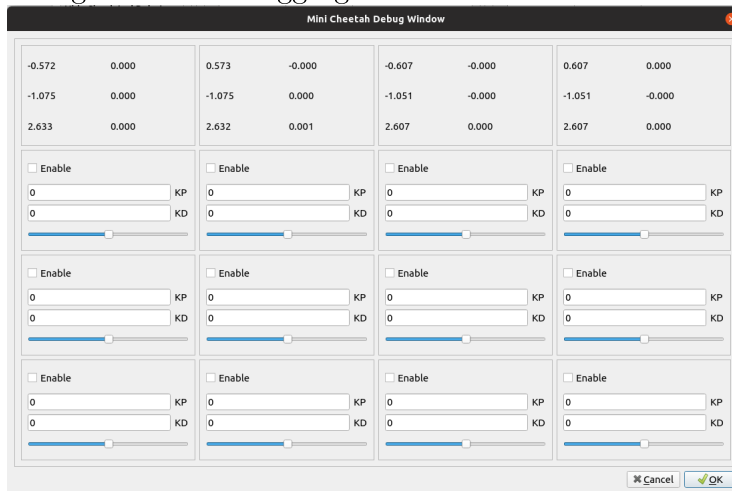 Mini Cheetah Debug Window
-0.572 0.000 0.573 -0.000 -0.607 -0.000 0.607 0.000
-1.075 0.000 -1.075 0.000 -1.051 -0.000 -1.051 -0.000
2.633 0.000 2.632 0.001 2.607 0.000 2.607 0.000
Enable Enable Enable Enable
0 KP 0 KP 0 KP 0 KP
0 KD 0 KD 0 KD 0 KD
Enable Enable Enable Enable
0 KP 0 KP 0 KP 0 KP
0 KD 0 KD 0 KD 0 KD
Enable Enable Enable Enable
0 KP 0 KP 0 KP 0 KP
0 KD 0 KD 0 KD 0 KD
Cancel OK